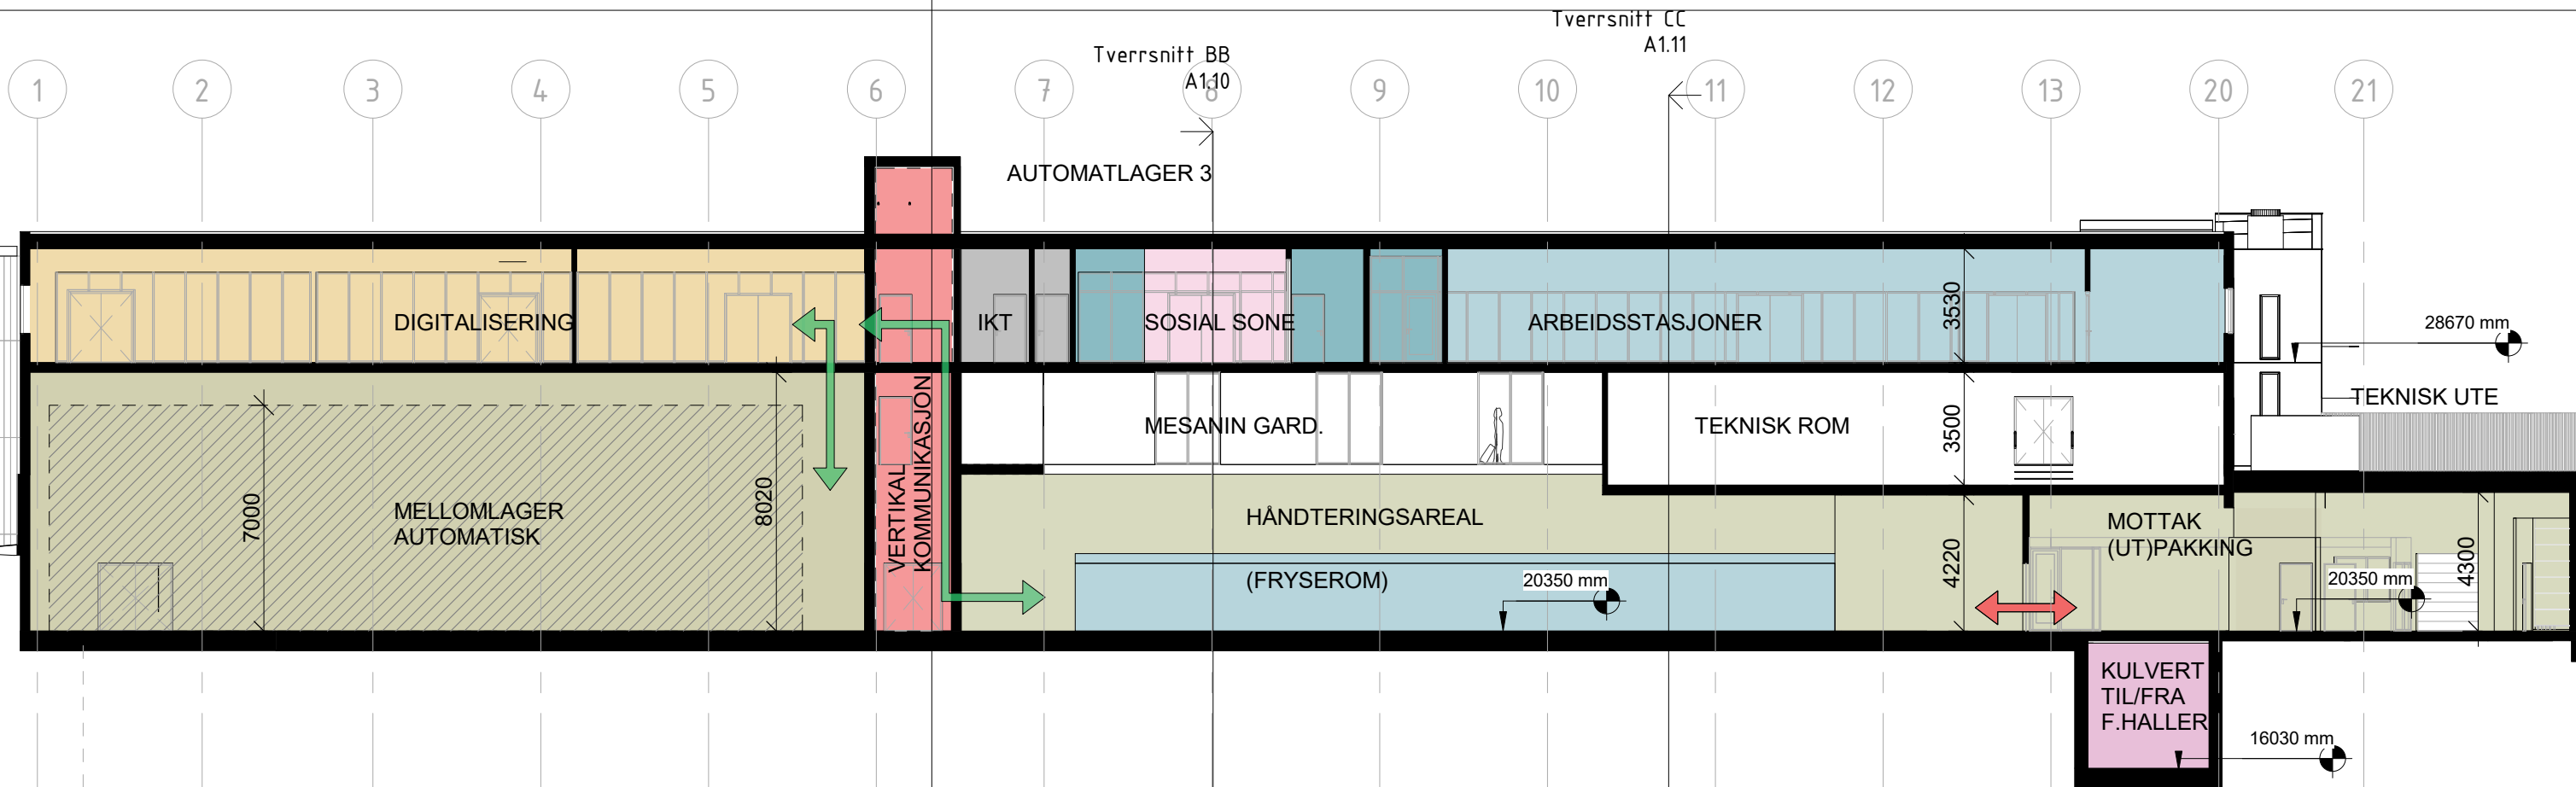 Tverrsnitt CC
A1.11
Tverrsnitt BB
A1.10
1
2
3
4
5
6
7
8
9
10
11
12
13
20
21
AUTOMATLAGER 3
DIGITALISERING
IKT
SOSIAL SONE
ARBEIDSSTASJONER
3530
28670 mm
TEKNISK UTE
MESANIN GARD.
TEKNISK ROM
3500
VERTIKAL
KOMMUNIKASJON
7000
MELLOMLAGER
AUTOMATISK
8020
HÅNDTERINGSAREAL
(FRYSEROM)
20350 mm
4220
MOTTAK
(UT)PAKKING
20350 mm
4300
KULVERT
TIL/FRA
F.HALLER
16030 mm